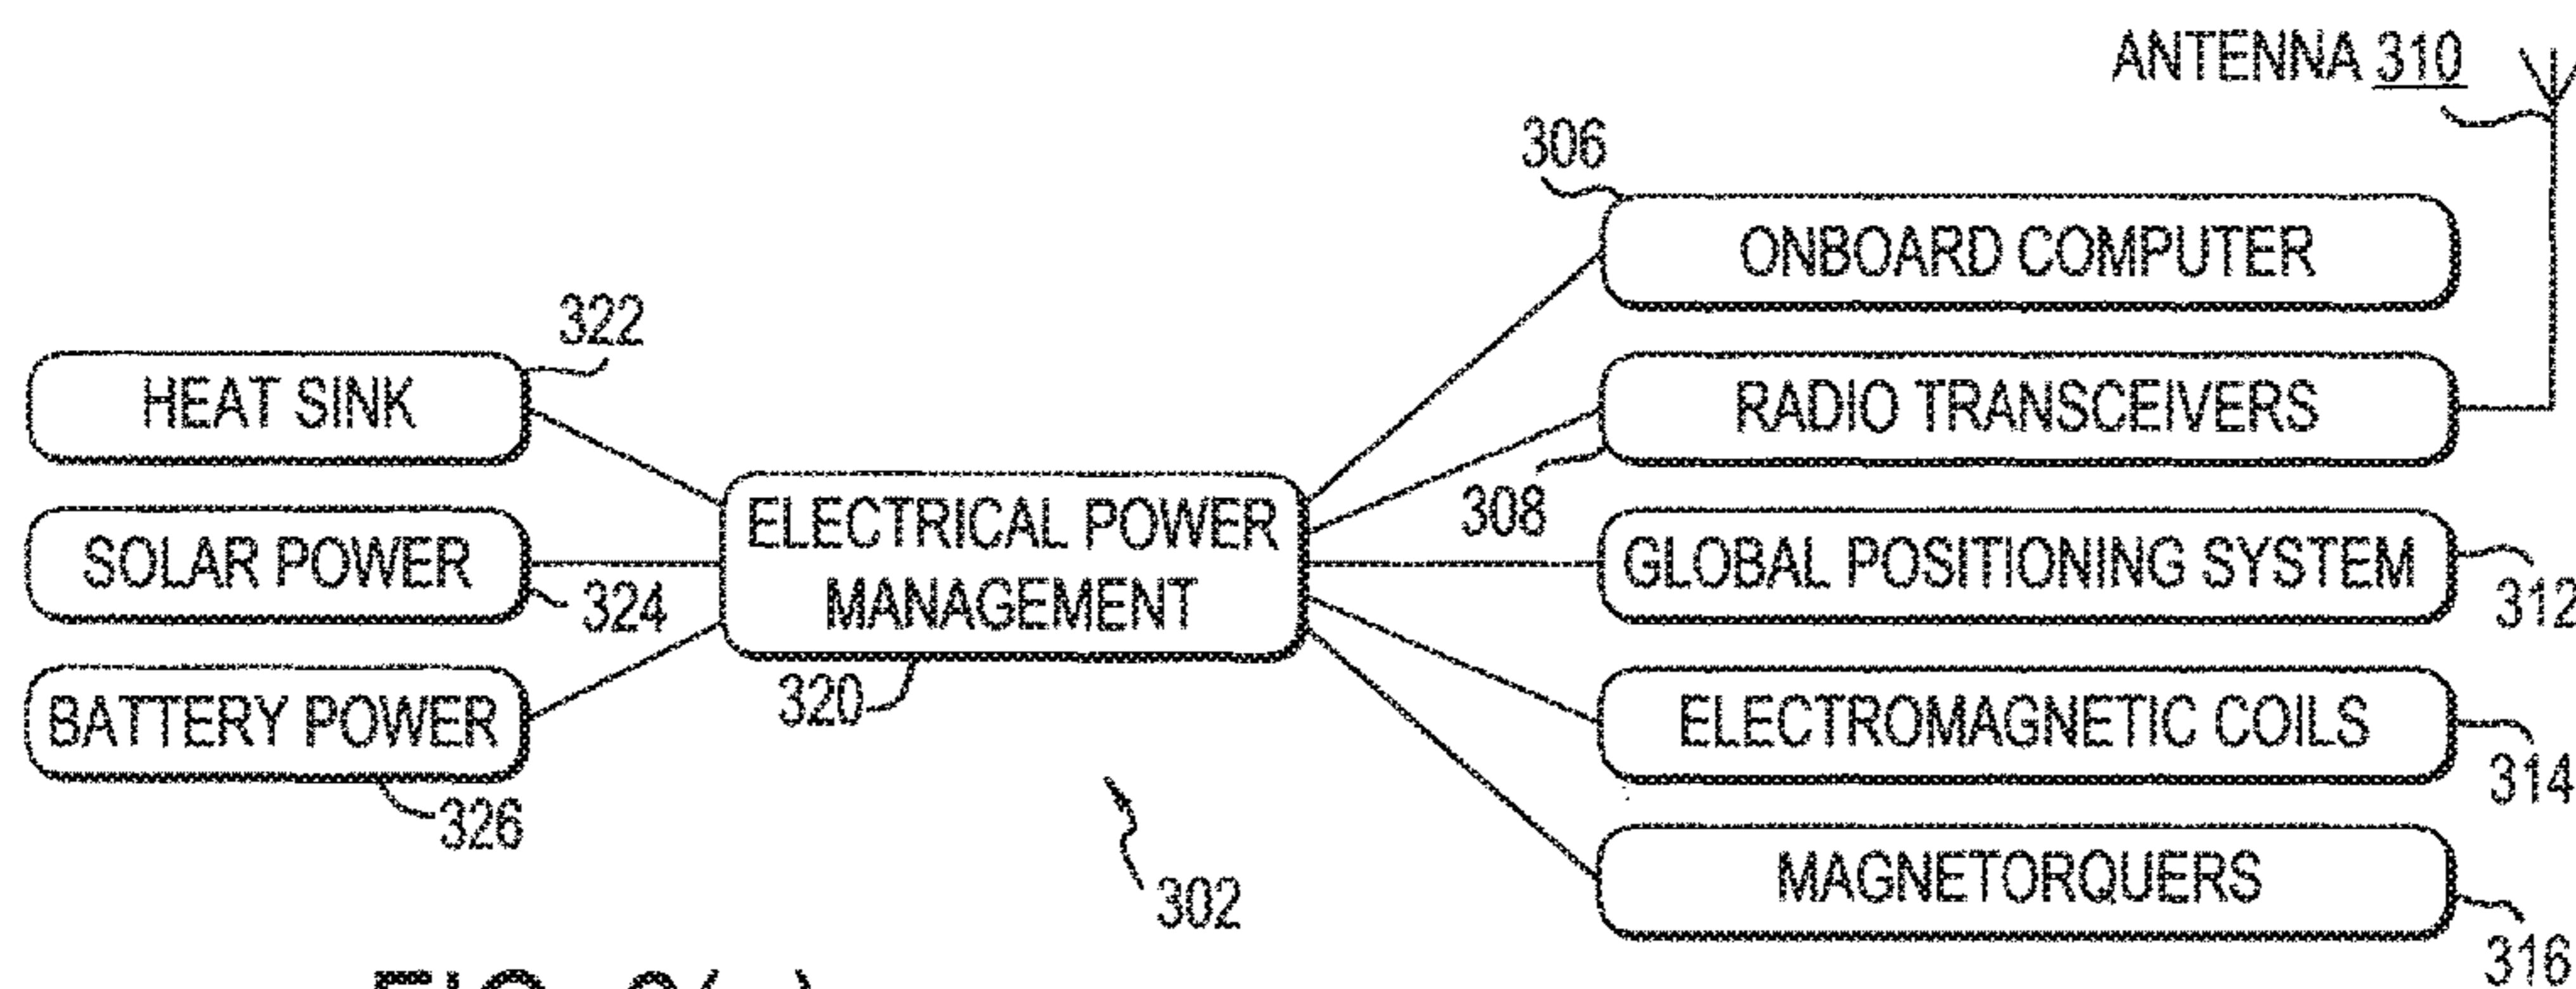 ANTENNA 310
306
ONBOARD COMPUTER
322
HEAT SINK
RADIO TRANSCEIVERS
308
ELECTRICAL POWER
MANAGEMENT
SOLAR POWER
324
GLOBAL POSITIONING SYSTEM
312
BATTERY POWER
320
ELECTROMAGNETIC COILS
314
326
302
MAGNETORQUERS
316